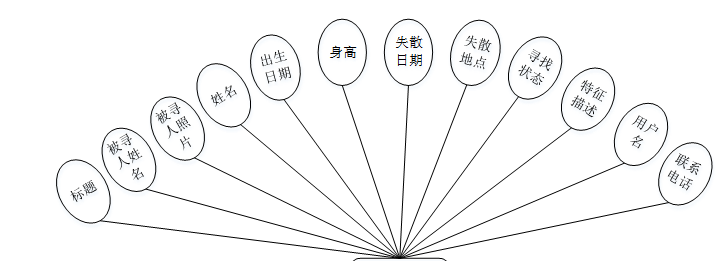 标题
被寻
人姓
名
被寻
人照
片
姓名
出生
日期
身高
失散
日期
失散
地点
寻找
状态
特征
描述
用户
名
联系
电话